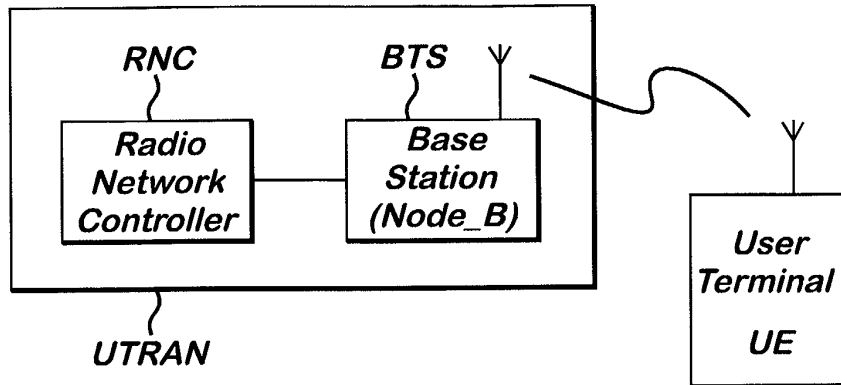 RNC
BTS
Radio
Network
Controller
Base
Station
(Node_B)
User
Terminal
UE
UTRAN